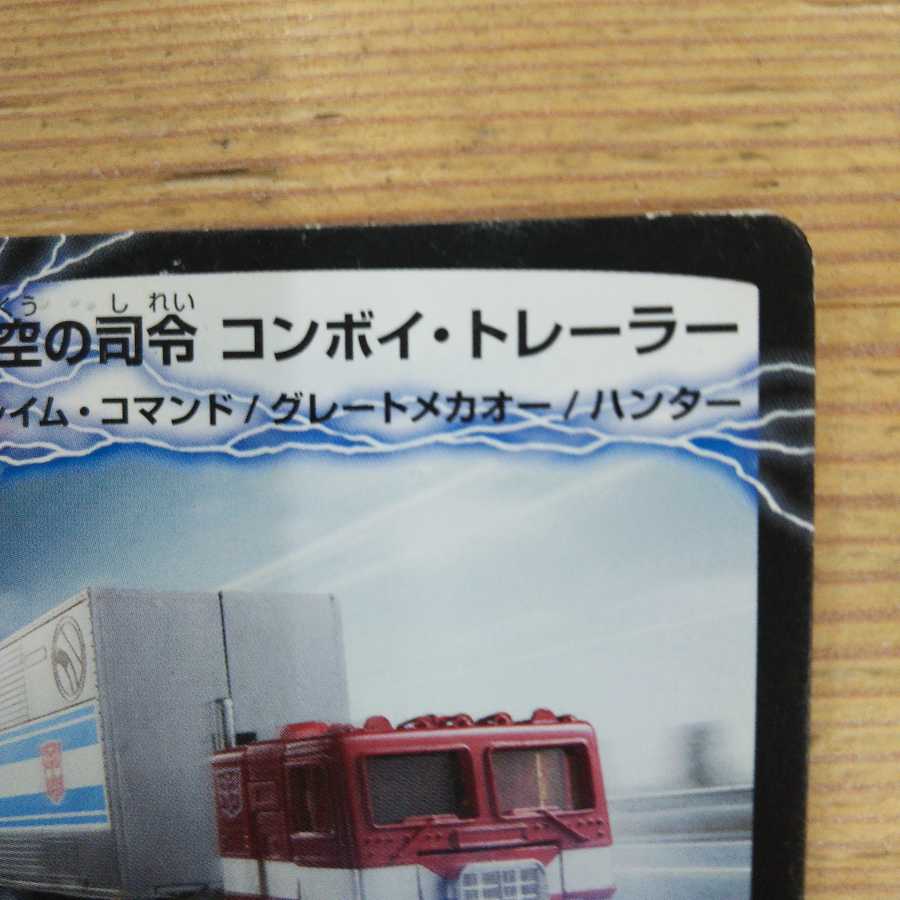 くう しれい
空の司令 コンボイ・トレーラー
イム・コマンド/グレートメカオー/ハンター